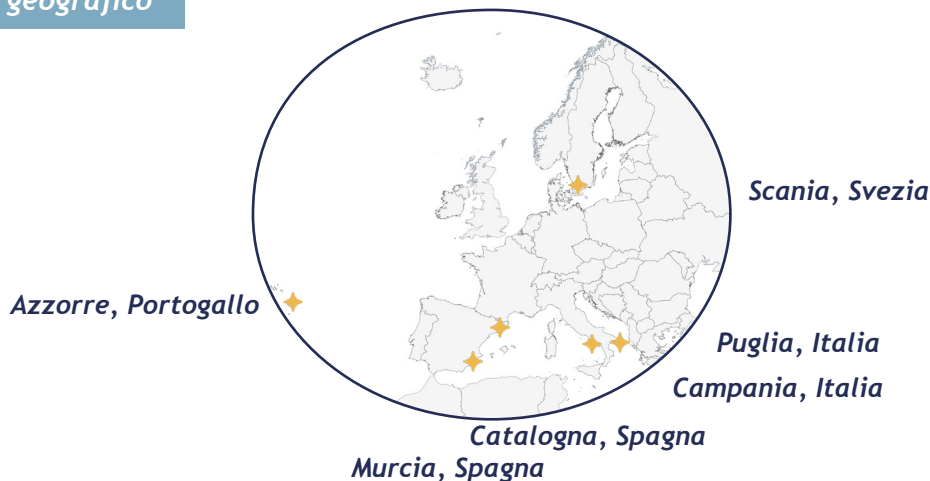 geografico
Scania, Svezia
Azzorre, Portogallo
Puglia, Italia
Campania, Italia
Catalogna, Spagna
Murcia, Spagna